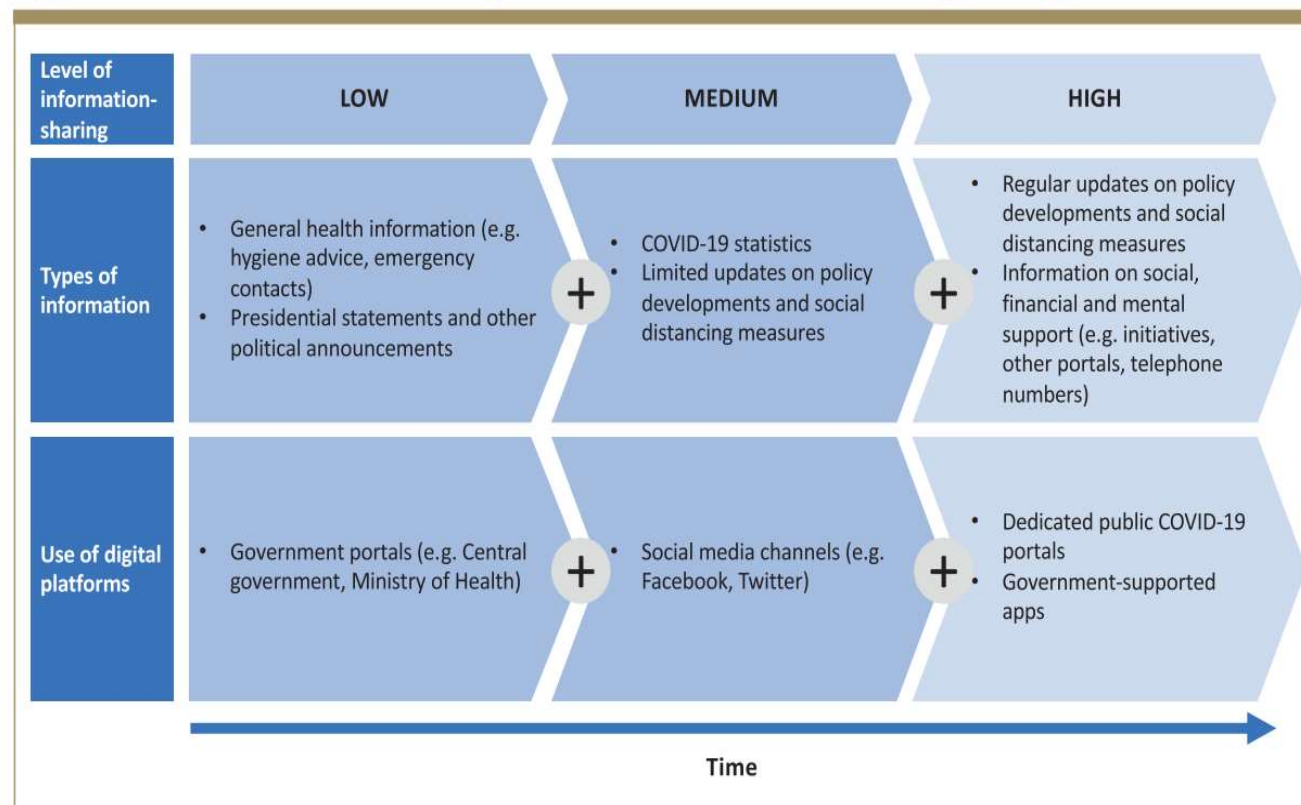 Level of
information-
sharing
LOW
MEDIUM
HIGH
Types of
information
• General health information (e.g.
hygiene advice, emergency
contacts)
• Presidential statements and other
political announcements
+
• COVID-19 statistics
• Limited updates on policy
developments and social
distancing measures
+
• Regular updates on policy
developments and social
distancing measures
• Information on social,
financial and mental
support (e.g. initiatives,
other portals, telephone
numbers)
Use of digital
platforms
• Government portals (e.g. Central
government, Ministry of Health)
+
• Social media channels (e.g.
Facebook, Twitter)
+
• Dedicated public COVID-19
portals
• Government-supported
apps
Time